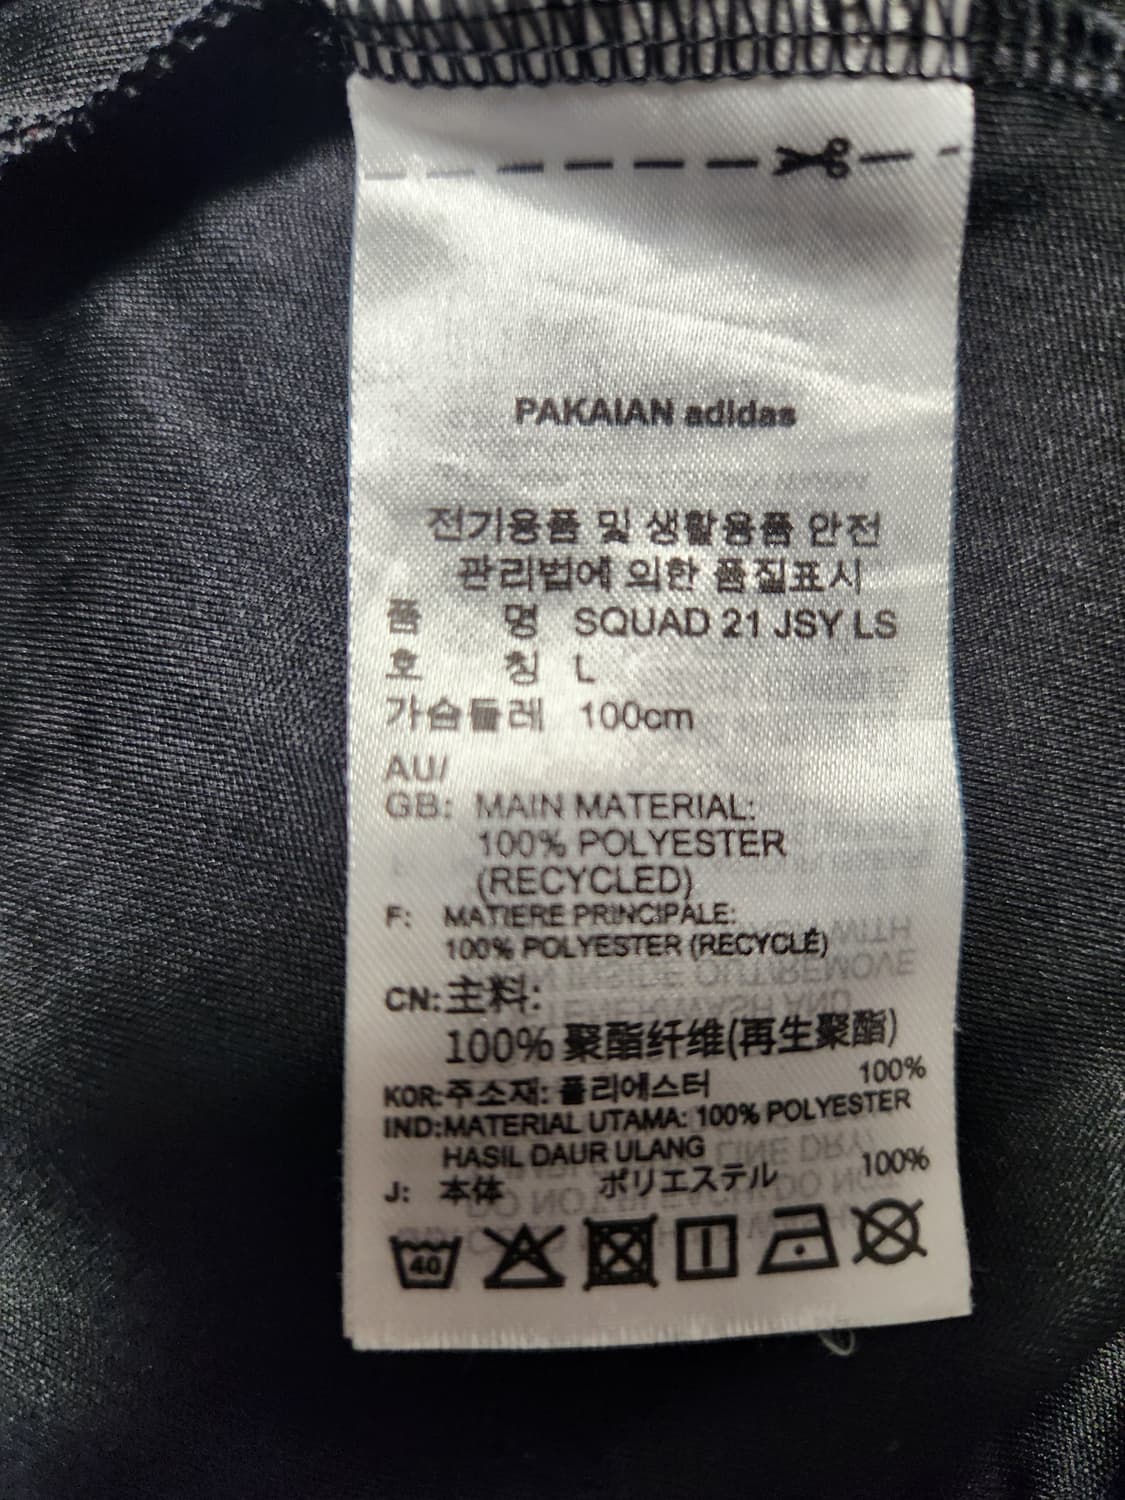 PAKAIAN adidas
전기용품 및 생활용품 안전
관리법에 의한 품질표시
품 명 SQUAD 21 JSY LS
호 칭 L
가슴둘레 100cm
AU/
GB: MAIN MATERIAL:
100% POLYESTER
(RECYCLED)
F: MATIERE PRINCIPALE:
100% POLYESTER (RECYCLÉ)
CN:主料:
100% 聚酯纤维(再生聚酯)
KOR:주소재: 폴리에스터 100%
IND:MATERIAL UTAMA: 100% POLYESTER
HASIL DAUR ULANG
J: 本体 ポリエステル 100%
40